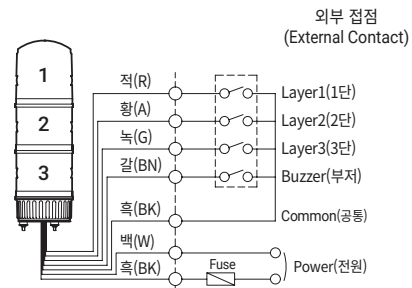 외부 접점
(External Contact)
1
2
3
적(R)
황(A)
녹(G)
갈(BN)
흑(BK)
백(W)
흑(BK)
Layer1(1단)
Layer2(2단)
Layer3(3단)
Buzzer(부저)
Common(공통)
Fuse
Power(전원)